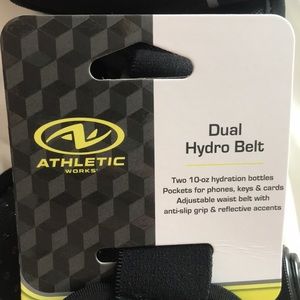 ATHLETIC
WORKS®
Dual
Hydro Belt
Two 10-oz hydration bottles
Pockets for phones, keys & cards
Adjustable waist belt with
anti-slip grip & reflective accents